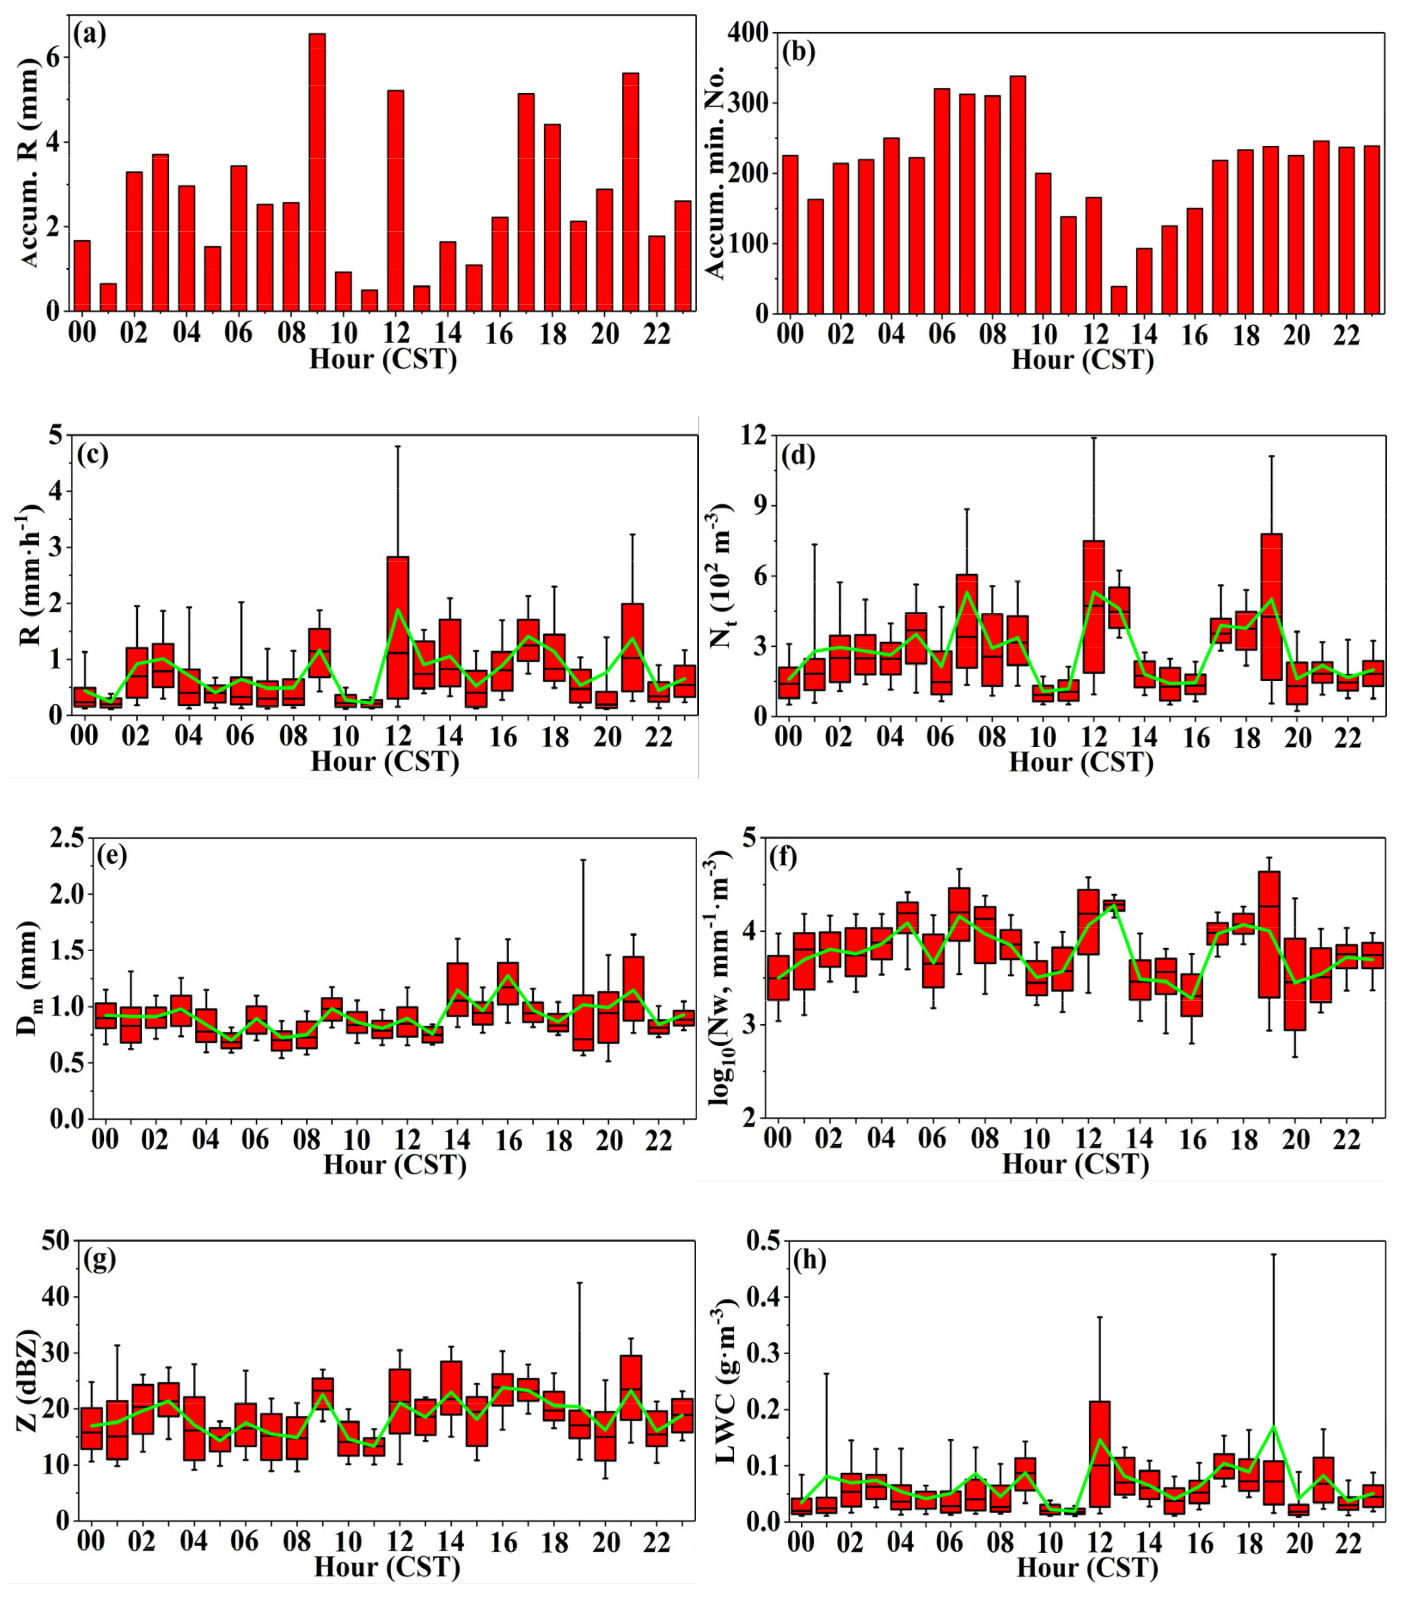 (a)
Accum. R (mm)
6
4
2
0
00 02 04 06 08 10 12 14 16 18 20 22
Hour (CST)
(b)
Accum. min. No.
400
300
200
100
0
00 02 04 06 08 10 12 14 16 18 20 22
Hour (CST)
(c)
R (mm·h⁻¹)
5
4
3
2
1
0
00 02 04 06 08 10 12 14 16 18 20 22
Hour (CST)
(d)
Nₜ (10² m⁻³)
12
9
6
3
0
00 02 04 06 08 10 12 14 16 18 20 22
Hour (CST)
(e)
Dₘ (mm)
2.5
2.0
1.5
1.0
0.5
0.0
00 02 04 06 08 10 12 14 16 18 20 22
Hour (CST)
(f)
log₁₀(Nw, mm⁻¹·m⁻³)
5
4
3
2
00 02 04 06 08 10 12 14 16 18 20 22
Hour (CST)
(g)
Z (dBZ)
50
40
30
20
10
0
00 02 04 06 08 10 12 14 16 18 20 22
Hour (CST)
(h)
LWC (g·m⁻³)
0.5
0.4
0.3
0.2
0.1
0.0
00 02 04 06 08 10 12 14 16 18 20 22
Hour (CST)